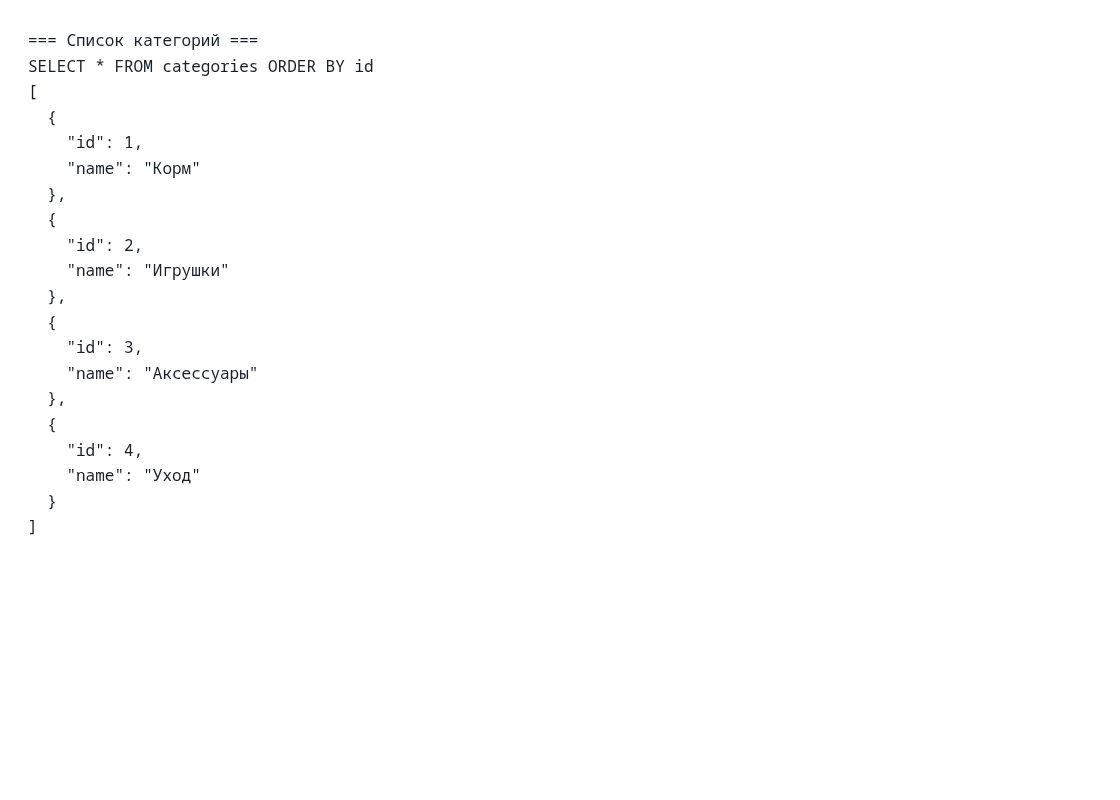 === Список категорий ===
SELECT * FROM categories ORDER BY id
[
  {
    "id": 1,
    "name": "Корм"
  },
  {
    "id": 2,
    "name": "Игрушки"
  },
  {
    "id": 3,
    "name": "Аксессуары"
  },
  {
    "id": 4,
    "name": "Уход"
  }
]